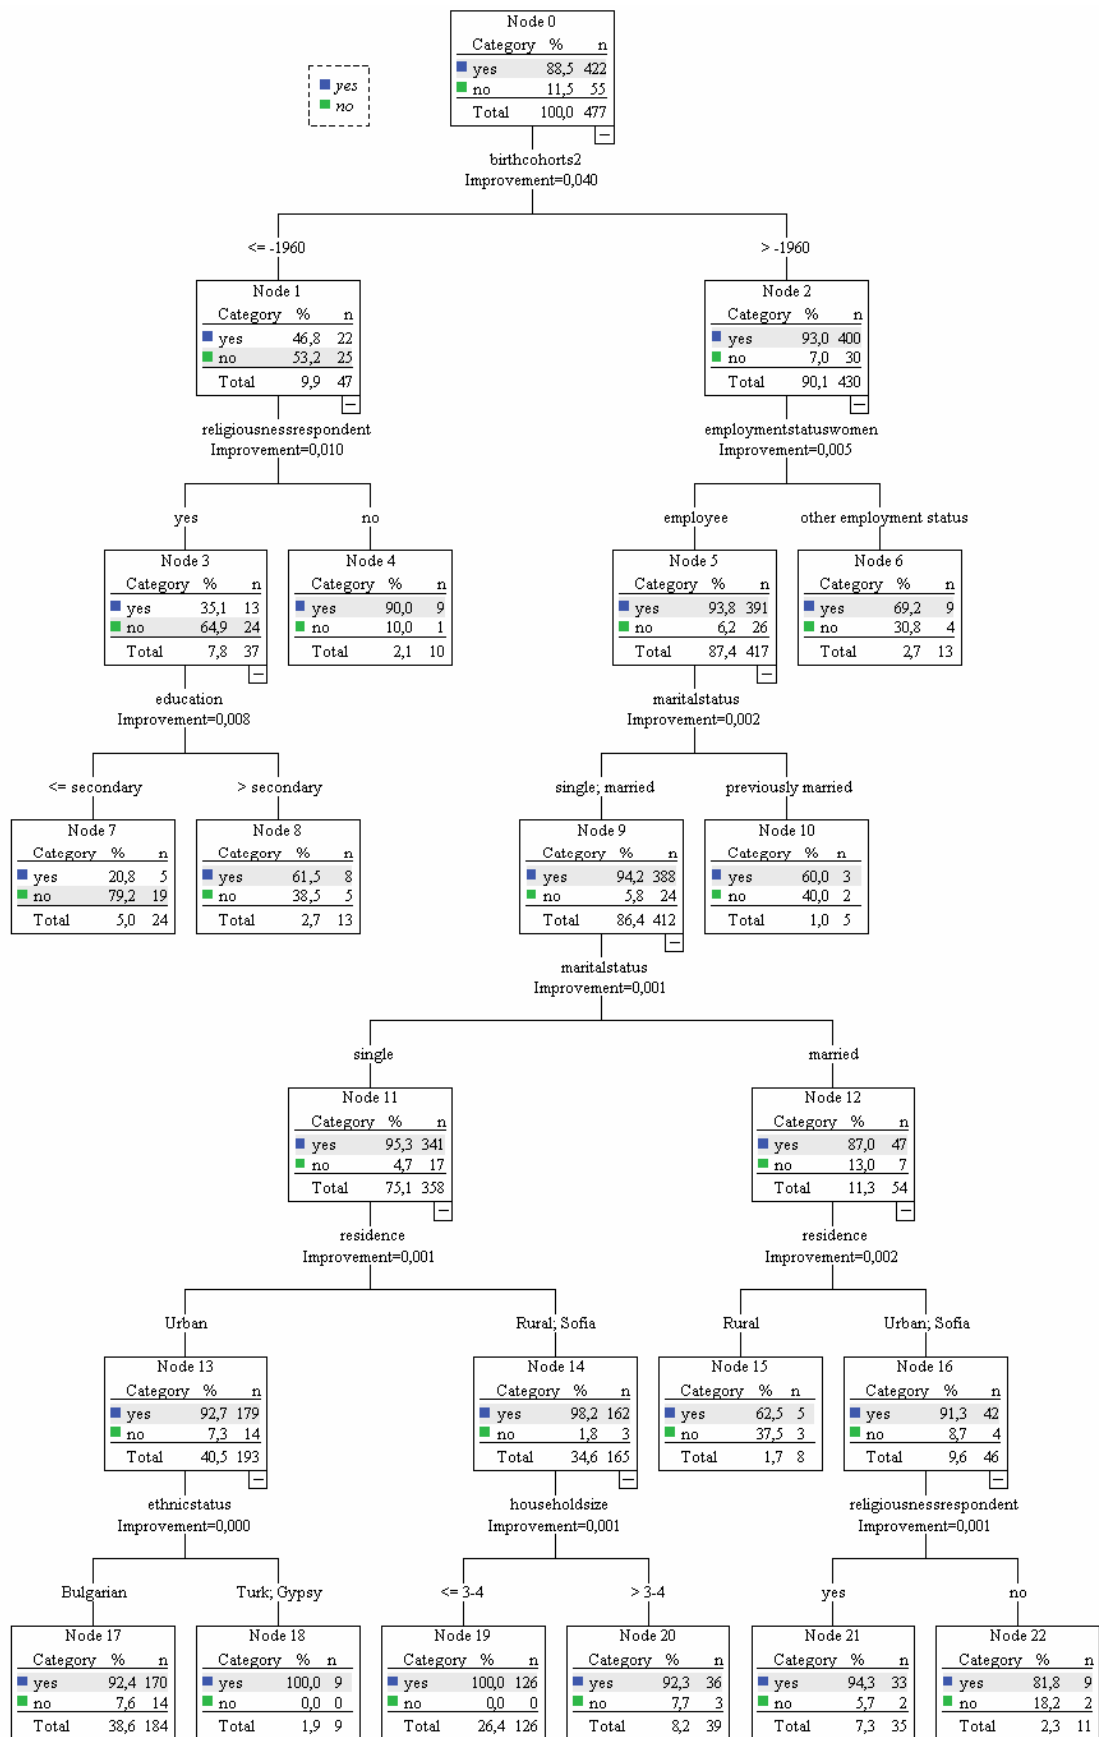 Node 0
Category % n
yes 88,5 422
no 11,5 55
Total 100,0 477
yes
no
birthcohorts2
Improvement=0,040
<= -1960
> -1960
Node 1
Category % n
yes 46,8 22
no 53,2 25
Total 9,9 47
Node 2
Category % n
yes 93,0 400
no 7,0 30
Total 90,1 430
religiousnessrespondent
Improvement=0,010
employmentstatuswomen
Improvement=0,005
yes
no
employee
other employment status
Node 3
Category % n
yes 35,1 13
no 64,9 24
Total 7,8 37
Node 4
Category % n
yes 90,0 9
no 10,0 1
Total 2,1 10
Node 5
Category % n
yes 93,8 391
no 6,2 26
Total 87,4 417
Node 6
Category % n
yes 69,2 9
no 30,8 4
Total 2,7 13
education
Improvement=0,008
maritalstatus
Improvement=0,002
<= secondary
> secondary
single; married
previously married
Node 7
Category % n
yes 20,8 5
no 79,2 19
Total 5,0 24
Node 8
Category % n
yes 61,5 8
no 38,5 5
Total 2,7 13
Node 9
Category % n
yes 94,2 388
no 5,8 24
Total 86,4 412
Node 10
Category % n
yes 60,0 3
no 40,0 2
Total 1,0 5
maritalstatus
Improvement=0,001
single
married
Node 11
Category % n
yes 95,3 341
no 4,7 17
Total 75,1 358
Node 12
Category % n
yes 87,0 47
no 13,0 7
Total 11,3 54
residence
Improvement=0,001
residence
Improvement=0,002
Urban
Rural; Sofia
Rural
Urban; Sofia
Node 13
Category % n
yes 92,7 179
no 7,3 14
Total 40,5 193
Node 14
Category % n
yes 98,2 162
no 1,8 3
Total 34,6 165
Node 15
Category % n
yes 62,5 5
no 37,5 3
Total 1,7 8
Node 16
Category % n
yes 91,3 42
no 8,7 4
Total 9,6 46
ethnicstatus
Improvement=0,000
householdsize
Improvement=0,001
religiousnessrespondent
Improvement=0,001
Bulgarian
Turk; Gypsy
<= 3-4
> 3-4
yes
no
Node 17
Category % n
yes 92,4 170
no 7,6 14
Total 38,6 184
Node 18
Category % n
yes 100,0 9
no 0,0 0
Total 1,9 9
Node 19
Category % n
yes 100,0 126
no 0,0 0
Total 26,4 126
Node 20
Category % n
yes 92,3 36
no 7,7 3
Total 8,2 39
Node 21
Category % n
yes 94,3 33
no 5,7 2
Total 7,3 35
Node 22
Category % n
yes 81,8 9
no 18,2 2
Total 2,3 11